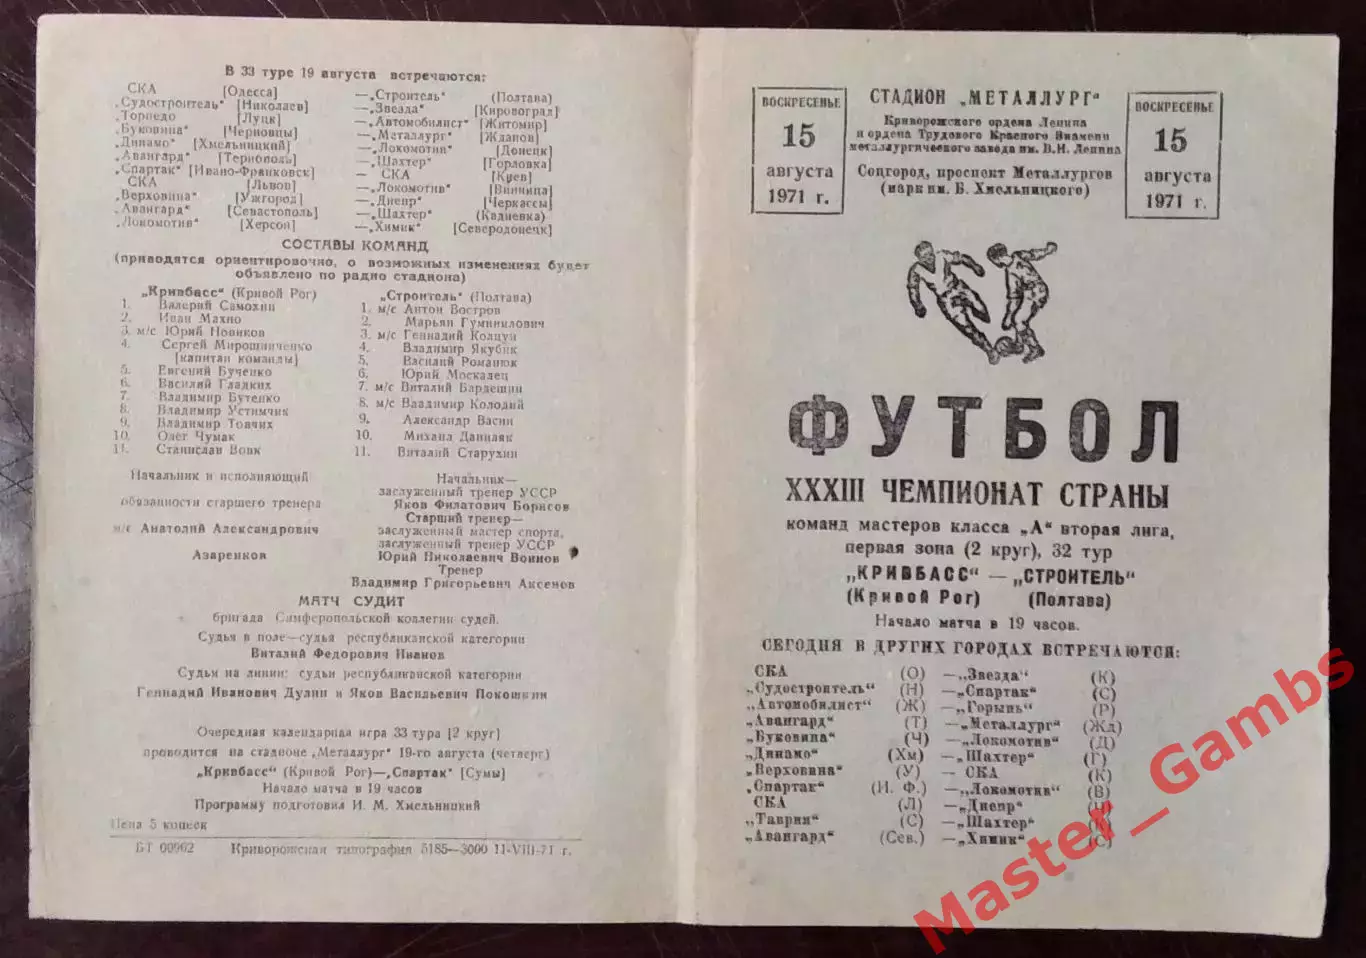 В 33 туре 19 августа встречаются:
СКА [Одесса] —„Строитель" (Полтава)
„Судостроитель" [Николаев] —„Звезда" [Кировоград]
„Торпедо [Луцк] —„Автомобилист" [Житомир]
„Буковина" [Черновцы] —„Металлург" [Жданов]
„Динамо" [Хмельницкий] —„Локомотив" [Донецк]
„Авангард" [Тернополь] —„Шахтер" [Горловка]
„Спартак" [Ивано-Франковск] — СКА [Киев]
СКА [Львов] —„Локомотив" [Винница]
„Верховина" [Ужгород] —„Днепр" [Черкассы]
„Авангард" [Севастополь] —„Шахтер" (Кадиевка)
„Локомотив" [Херсон] —„Химик" [Северодонецк]
СОСТАВЫ КОМАНД
(приводятся ориентировочно, о возможных изменениях будет
объявлено по радио стадиона)
„Кривбасс" (Кривой Рог)
1. Валерий Самохин
2. Иван Махно
3. м/с Юрий Новиков
4. Сергей Мирошниченко
[капитан команды]
5. Евгений Бученко
6. Василий Гладких
7. Владимир Бутенко
8. Владимир Устимчик
9. Владимир Товчих
10. Олег Чумак
11. Станислав Вовк
Начальник и исполняющий
обязанности старшего тренера
м/с Анатолий Александрович
Азаренков
„Строитель" (Полтава)
1. м/с Антон Востров
2. Марьян Гуминилович
3. м/с Геннадий Колцун
4. Владимир Якубик
5. Василий Романюк
6. Юрий Москалец
7. м/с Виталий Бардешин
8. м/с Владимир Колодий
9. Александр Васин
10. Михаил Даниляк
11. Виталий Старухин
Начальник—
заслуженный тренер УССР
Яков Филатович Борисов
Старший тренер—
заслуженный мастер спорта,
заслуженный тренер УССР
Юрий Николаевич Войнов
Тренер
Владимир Григорьевич Аксенов
МАТЧ СУДИТ
бригада Симферопольской коллегии судей.
Судья в поле—судья республиканской категории
Виталий Федорович Иванов
Судьи на линии: судьи республиканской категории
Геннадий Иванович Дулин и Яков Васильевич Покошкин
Очередная календарная игра 33 тура [2 круг]
проводится на стадионе „Металлург" 19-го августа (четверг)
„Кривбасс" (Кривой Рог)—„Спартак" [Сумы]
Начало матча в 19 часов
Программу подготовил И. М. Хмельницкий
Цена 5 копеек
БТ 00962 Криворожская типография 5185—3000 11-VIII-71 г.
ВОСКРЕСЕНЬЕ
15
августа
1971 г.
СТАДИОН „МЕТАЛЛУРГ"
Криворожского ордена Ленина
и ордена Трудового Красного Знамени
металлургического завода им. В.И. Ленина
Соцгород, проспект Металлургов
(парк им. Б. Хмельницкого)
ВОСКРЕСЕНЬЕ
15
августа
1971 г.
ФУТБОЛ
XXXIII ЧЕМПИОНАТ СТРАНЫ
команд мастеров класса „А" вторая лига,
первая зона (2 круг), 32 тур
„КРИВБАСС" — „СТРОИТЕЛЬ"
(Кривой Рог) (Полтава)
Начало матча в 19 часов.
СЕГОДНЯ В ДРУГИХ ГОРОДАХ ВСТРЕЧАЮТСЯ:
СКА (О) —„Звезда" (К)
„Судостроитель" (Н) —„Спартак" (С)
„Автомобилист" (Ж) —„Горынь" (Р)
„Авангард" (Т) —„Металлург" (Жд)
„Буковина" (Ч) —„Локомотив" (Д)
„Динамо" (Хм) —„Шахтер" (Г)
„Верховина" (У) — СКА (К)
„Спартак" (И. Ф.) —„Локомотив" (В)
СКА (Л) —„Днепр" (Ч)
„Таврия" (С) —„Шахтер" (К)
„Авангард" (Сев.) —„Химик" (С)
Master_Gambs